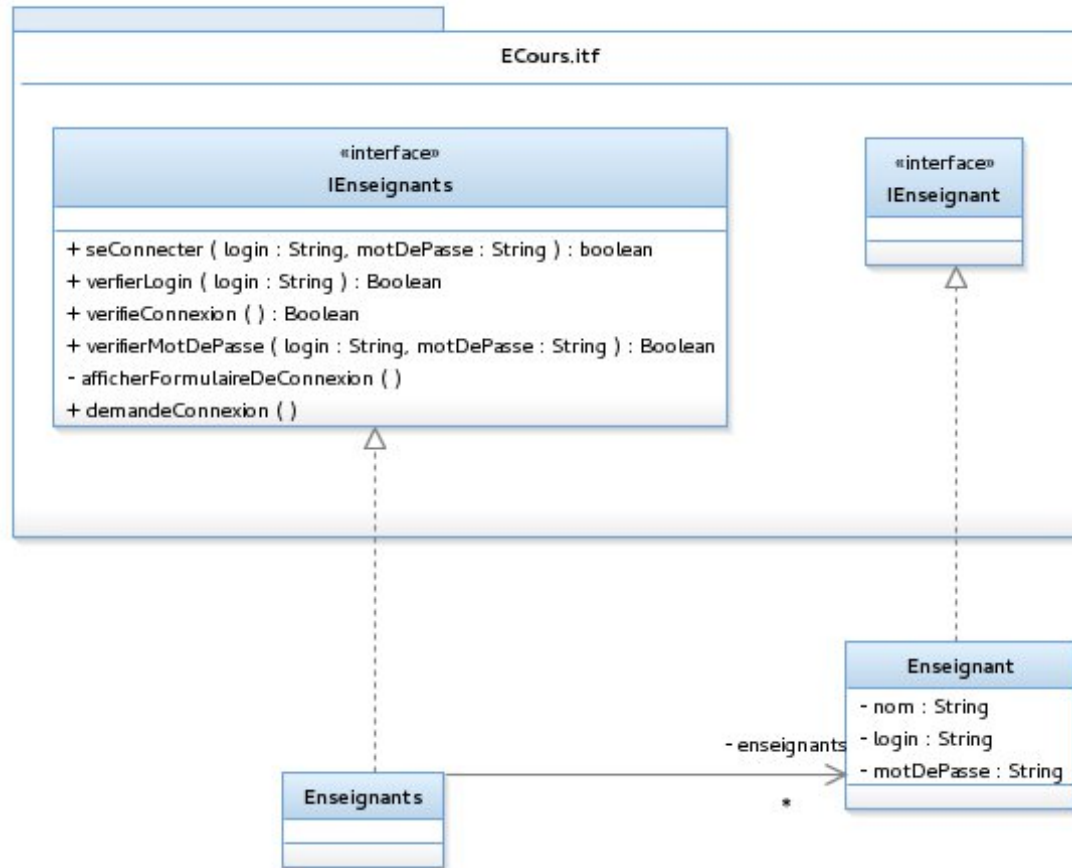 ECours.itf
«interface»
IEnseignants
+ seConnecter ( login : String, motDePasse : String ) : boolean
+ verfierLogin ( login : String ) : Boolean
+ verifieConnexion ( ) : Boolean
+ verifierMotDePasse ( login : String, motDePasse : String ) : Boolean
- afficherFormulaireDeConnexion ( )
+ demandeConnexion ( )
«interface»
IEnseignant
Enseignant
- nom : String
- login : String
- motDePasse : String
- enseignants
*
Enseignants